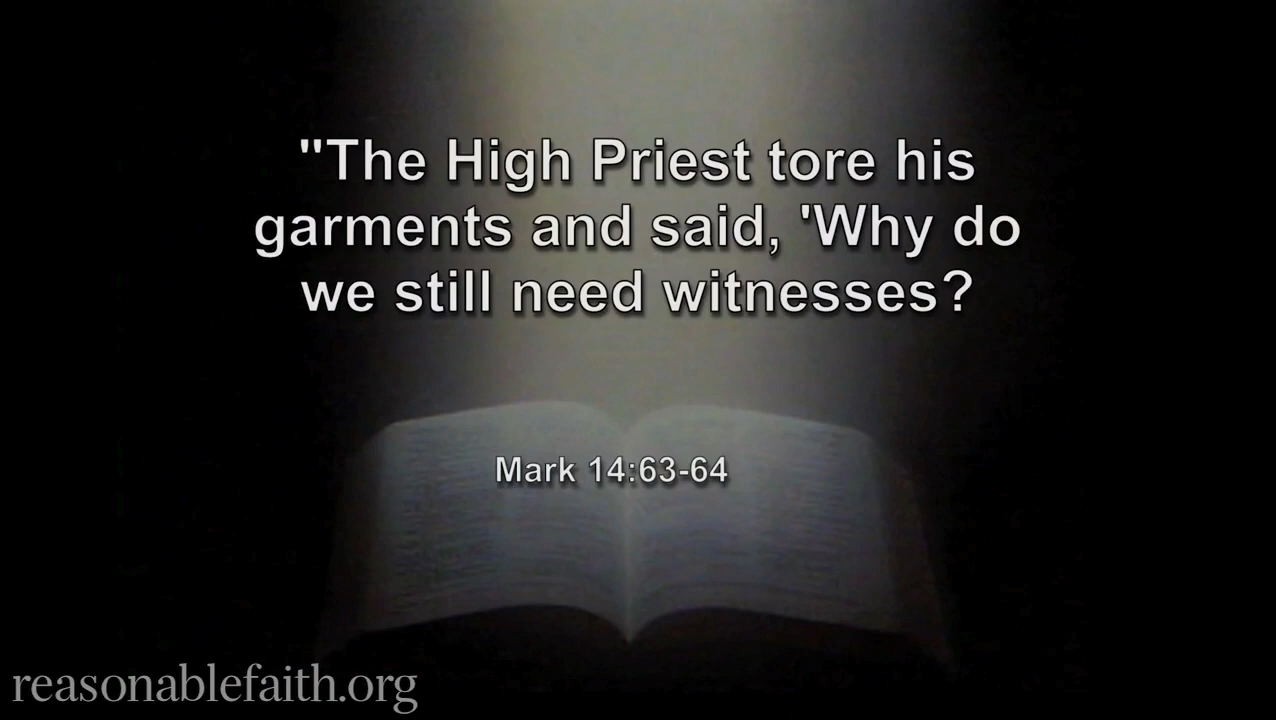 "The High Priest tore his
garments and said, 'Why do
we still need witnesses?
Mark 14:63-64
reasonablefaith.org